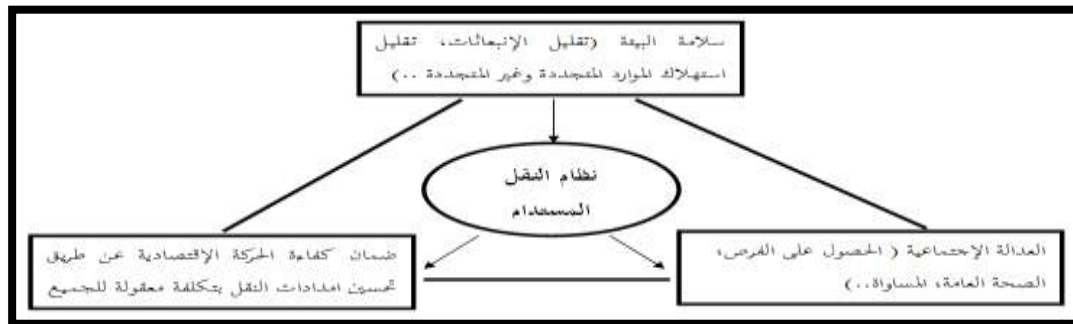 سلامة البيئة (تقليل الإنبعاثات، تقليل
استهلاك الموارد المتجددة وغير المتجددة ..)
نظام النقل
المستدام
العدالة الإجتماعية ( الحصول على الفرص،
الصحة العامة، المساواة..)
ضمان كفاءة الحركة الإقتصادية عن طريق
تحسين امدادات النقل بتكلفة معقولة للجميع